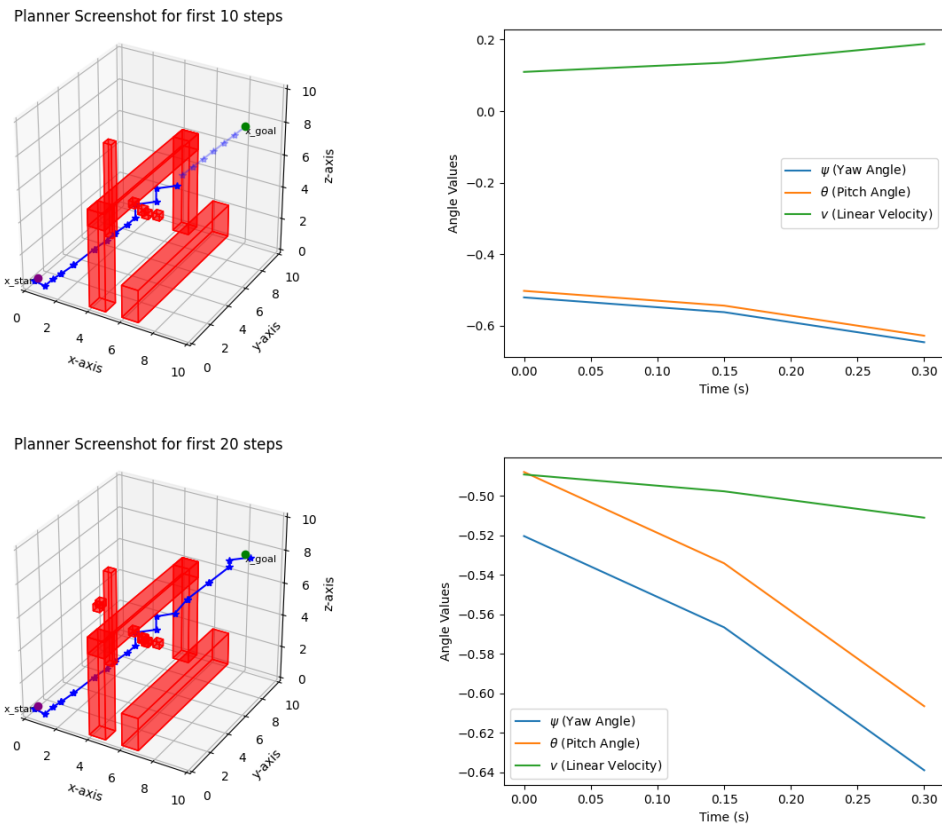 Planner Screenshot for first 10 steps
x_goal
x_star
0
2
4
6
8
10
x-axis
0
2
4
6
8
10
y-axis
0
2
4
6
8
10
z-axis
0.2
0.0
−0.2
−0.4
−0.6
Angle Values
ψ (Yaw Angle)
θ (Pitch Angle)
v (Linear Velocity)
0.00 0.05 0.10 0.15 0.20 0.25 0.30
Time (s)
Planner Screenshot for first 20 steps
x_goal
x_star
0
2
4
6
8
10
x-axis
0
2
4
6
8
10
y-axis
0
2
4
6
8
10
z-axis
−0.50
−0.52
−0.54
−0.56
−0.58
−0.60
−0.62
−0.64
Angle Values
ψ (Yaw Angle)
θ (Pitch Angle)
v (Linear Velocity)
0.00 0.05 0.10 0.15 0.20 0.25 0.30
Time (s)